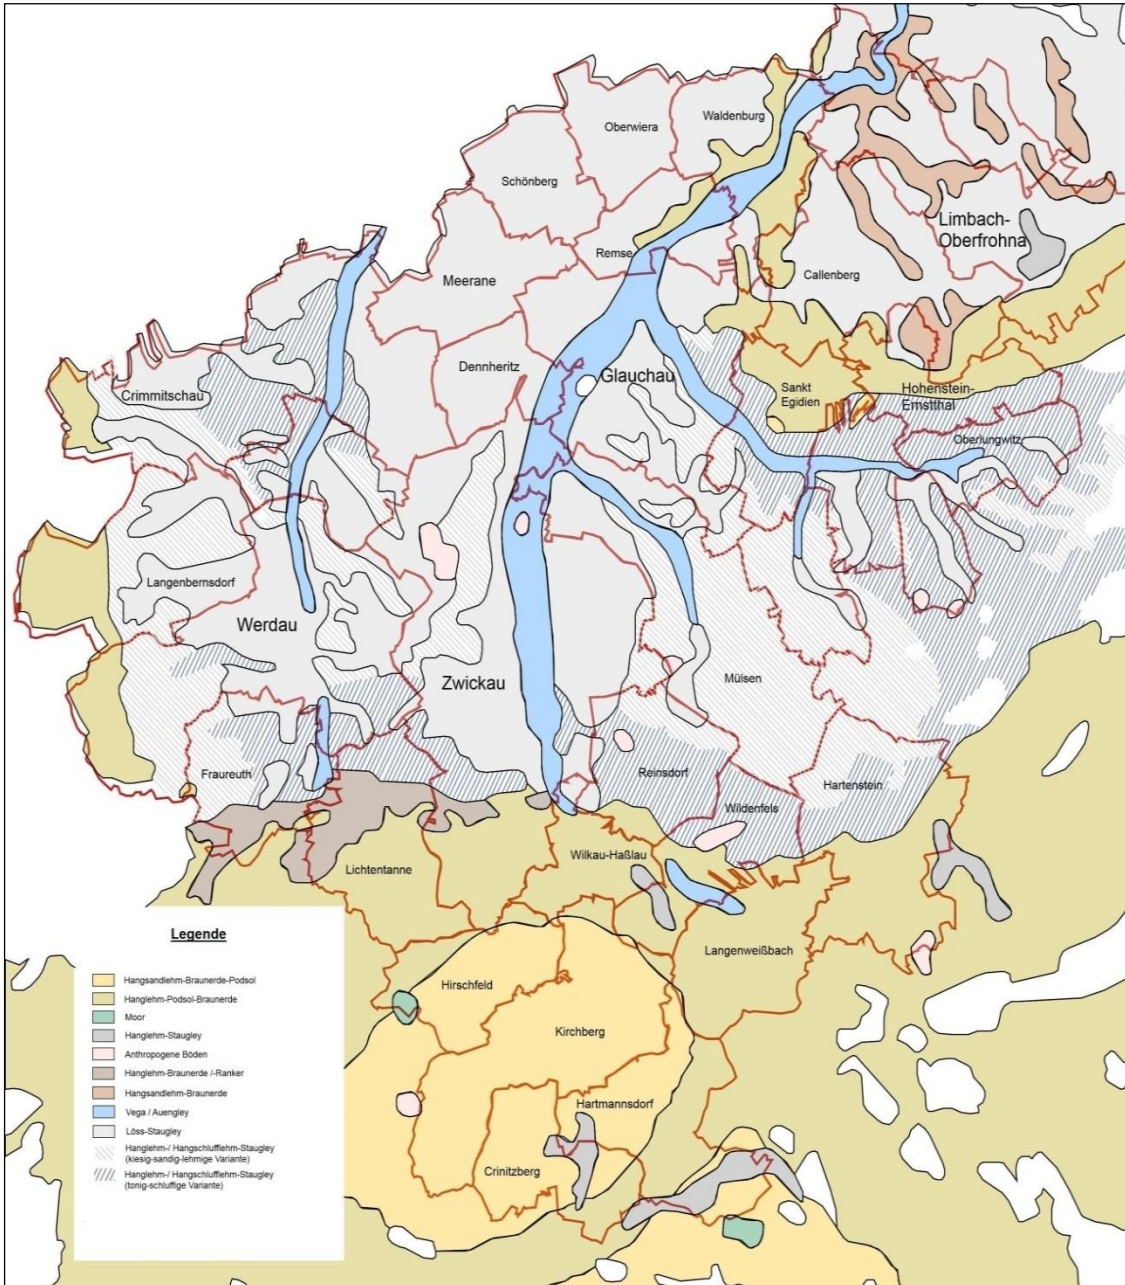 Oberwiera
Waldenburg
Schönberg
Limbach-
Oberfrohna
Remse
Callenberg
Meerane
Dennheritz
Glauchau
Crimmitschau
Sankt
Egidien
Hohenstein-
Ernstthal
Oberlungwitz
Langenbernsdorf
Werdau
Zwickau
Mülsen
Fraureuth
Reinsdorf
Hartenstein
Wildenfels
Lichtentanne
Wilkau-Haßlau
Langenweißbach
Hirschfeld
Kirchberg
Hartmannsdorf
Crinitzberg
Legende
Hangsandlehm-Braunerde-Podsol
Hanglehm-Podsol-Braunerde
Moor
Hanglehm-Staugley
Anthropogene Böden
Hanglehm-Braunerde /-Ranker
Hangsandlehm-Braunerde
Vega / Auengley
Löss-Staugley
Hanglehm-/ Hangschlufflehm-Staugley
(kiesig-sandig-lehmige Variante)
Hanglehm-/ Hangschlufflehm-Staugley
(tonig-schluffige Variante)